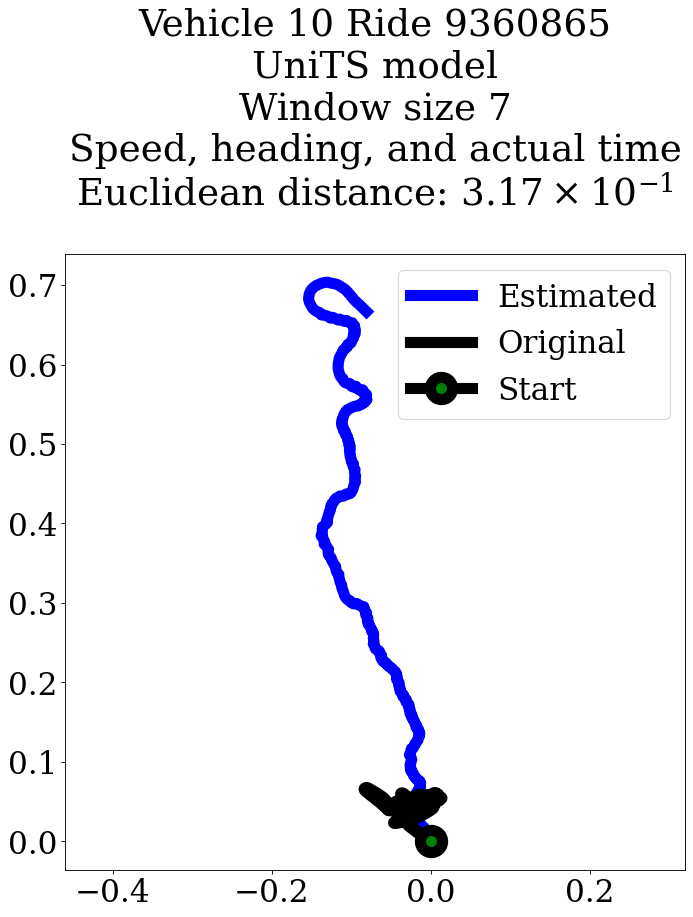 Vehicle 10 Ride 9360865
UniTS model
Window size 7
Speed, heading, and actual time
Euclidean distance: 3.17 × 10⁻¹
Estimated
Original
Start
0.7
0.6
0.5
0.4
0.3
0.2
0.1
0.0
−0.4 −0.2 0.0 0.2